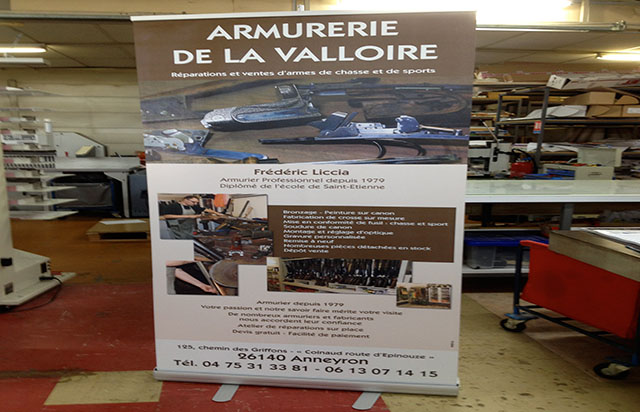 ARMURERIE
DE LA VALLOIRE
Réparations et ventes d'armes de chasse et de sports
Frédéric Liccia
Armurier Professionnel depuis 1979
Diplômé de l'école de Saint-Etienne
Bronzage - Peinture sur canon
Fabrication de crosse sur mesure
Mise en conformité de fusil - chasse et sport
Soudure de canon
Montage et réglage d'optique
Gravure personnalisée
Remise à neuf
Nombreuses pièces détachées en stock
Dépôt vente
Armurier depuis 1979
Votre passion et notre savoir faire mérite votre visite
De nombreux armuriers et fabricants
nous accordent leur confiance
Atelier de réparations sur place
Devis gratuit - Facilité de paiement
125, chemin des Griffons - « Coinaud route d'Epinouze »
26140 Anneyron
Tél. 04 75 31 33 81 - 06 13 07 14 15